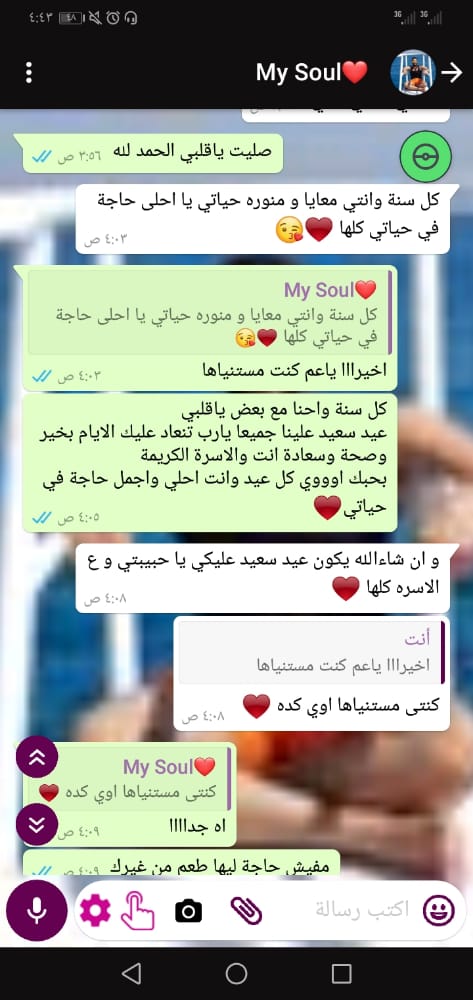 ٤:٤٣ ٤٨ 3G 3G
My Soul❤️
صليت ياقلبي الحمد لله
٣:٥٦ ص
كل سنة وانتي معايا و منوره حياتي يا احلى حاجة
في حياتي كلها ❤️😘
٤:٠٣ ص
My Soul❤️
كل سنة وانتي معايا و منوره حياتي يا احلى حاجة
في حياتي كلها ❤️😘
اخيرااا ياعم كنت مستنياها
٤:٠٣ ص
كل سنة واحنا مع بعض ياقلبي
عيد سعيد علينا جميعا يارب تنعاد عليك الايام بخير
وصحة وسعادة انت والاسرة الكريمة
بحبك اوووي كل عيد وانت احلي واجمل حاجة في
حياتي❤️
٤:٠٥ ص
و ان شاءالله يكون عيد سعيد عليكي يا حبيبتي و ع
الاسره كلها ❤️
٤:٠٨ ص
أنت
اخيرااا ياعم كنت مستنياها
كنتى مستنياها اوي كده ❤️
٤:٠٨ ص
My Soul❤️
كنتى مستنياها اوي كده ❤️
اه جداااا
٤:٠٩ ص
مفيش حاجة ليها طعم من غيرك
٤:٠٩ ص
اكتب رسالة